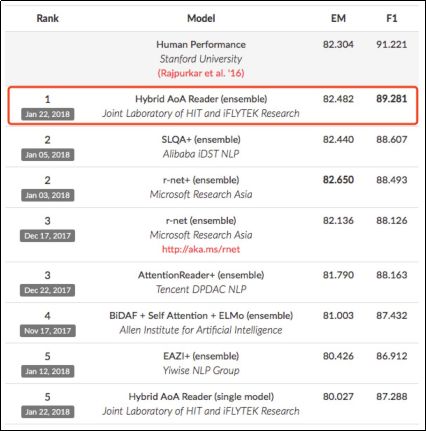 Rank Model EM F1
Human Performance 82.304 91.221
Stanford University
(Rajpurkar et al. '16)
1 Hybrid AoA Reader (ensemble) 82.482 89.281
Jan 22, 2018 Joint Laboratory of HIT and iFLYTEK Research
2 SLQA+ (ensemble) 82.440 88.607
Jan 05, 2018 Alibaba iDST NLP
2 r-net+ (ensemble) 82.650 88.493
Jan 03, 2018 Microsoft Research Asia
3 r-net (ensemble) 82.136 88.126
Dec 17, 2017 Microsoft Research Asia
http://aka.ms/rnet
3 AttentionReader+ (ensemble) 81.790 88.163
Dec 22, 2017 Tencent DPDAC NLP
4 BiDAF + Self Attention + ELMo (ensemble) 81.003 87.432
Nov 17, 2017 Allen Institute for Artificial Intelligence
5 EAZI+ (ensemble) 80.426 86.912
Jan 12, 2018 Yiwise NLP Group
5 Hybrid AoA Reader (single model) 80.027 87.288
Jan 22, 2018 Joint Laboratory of HIT and iFLYTEK Research